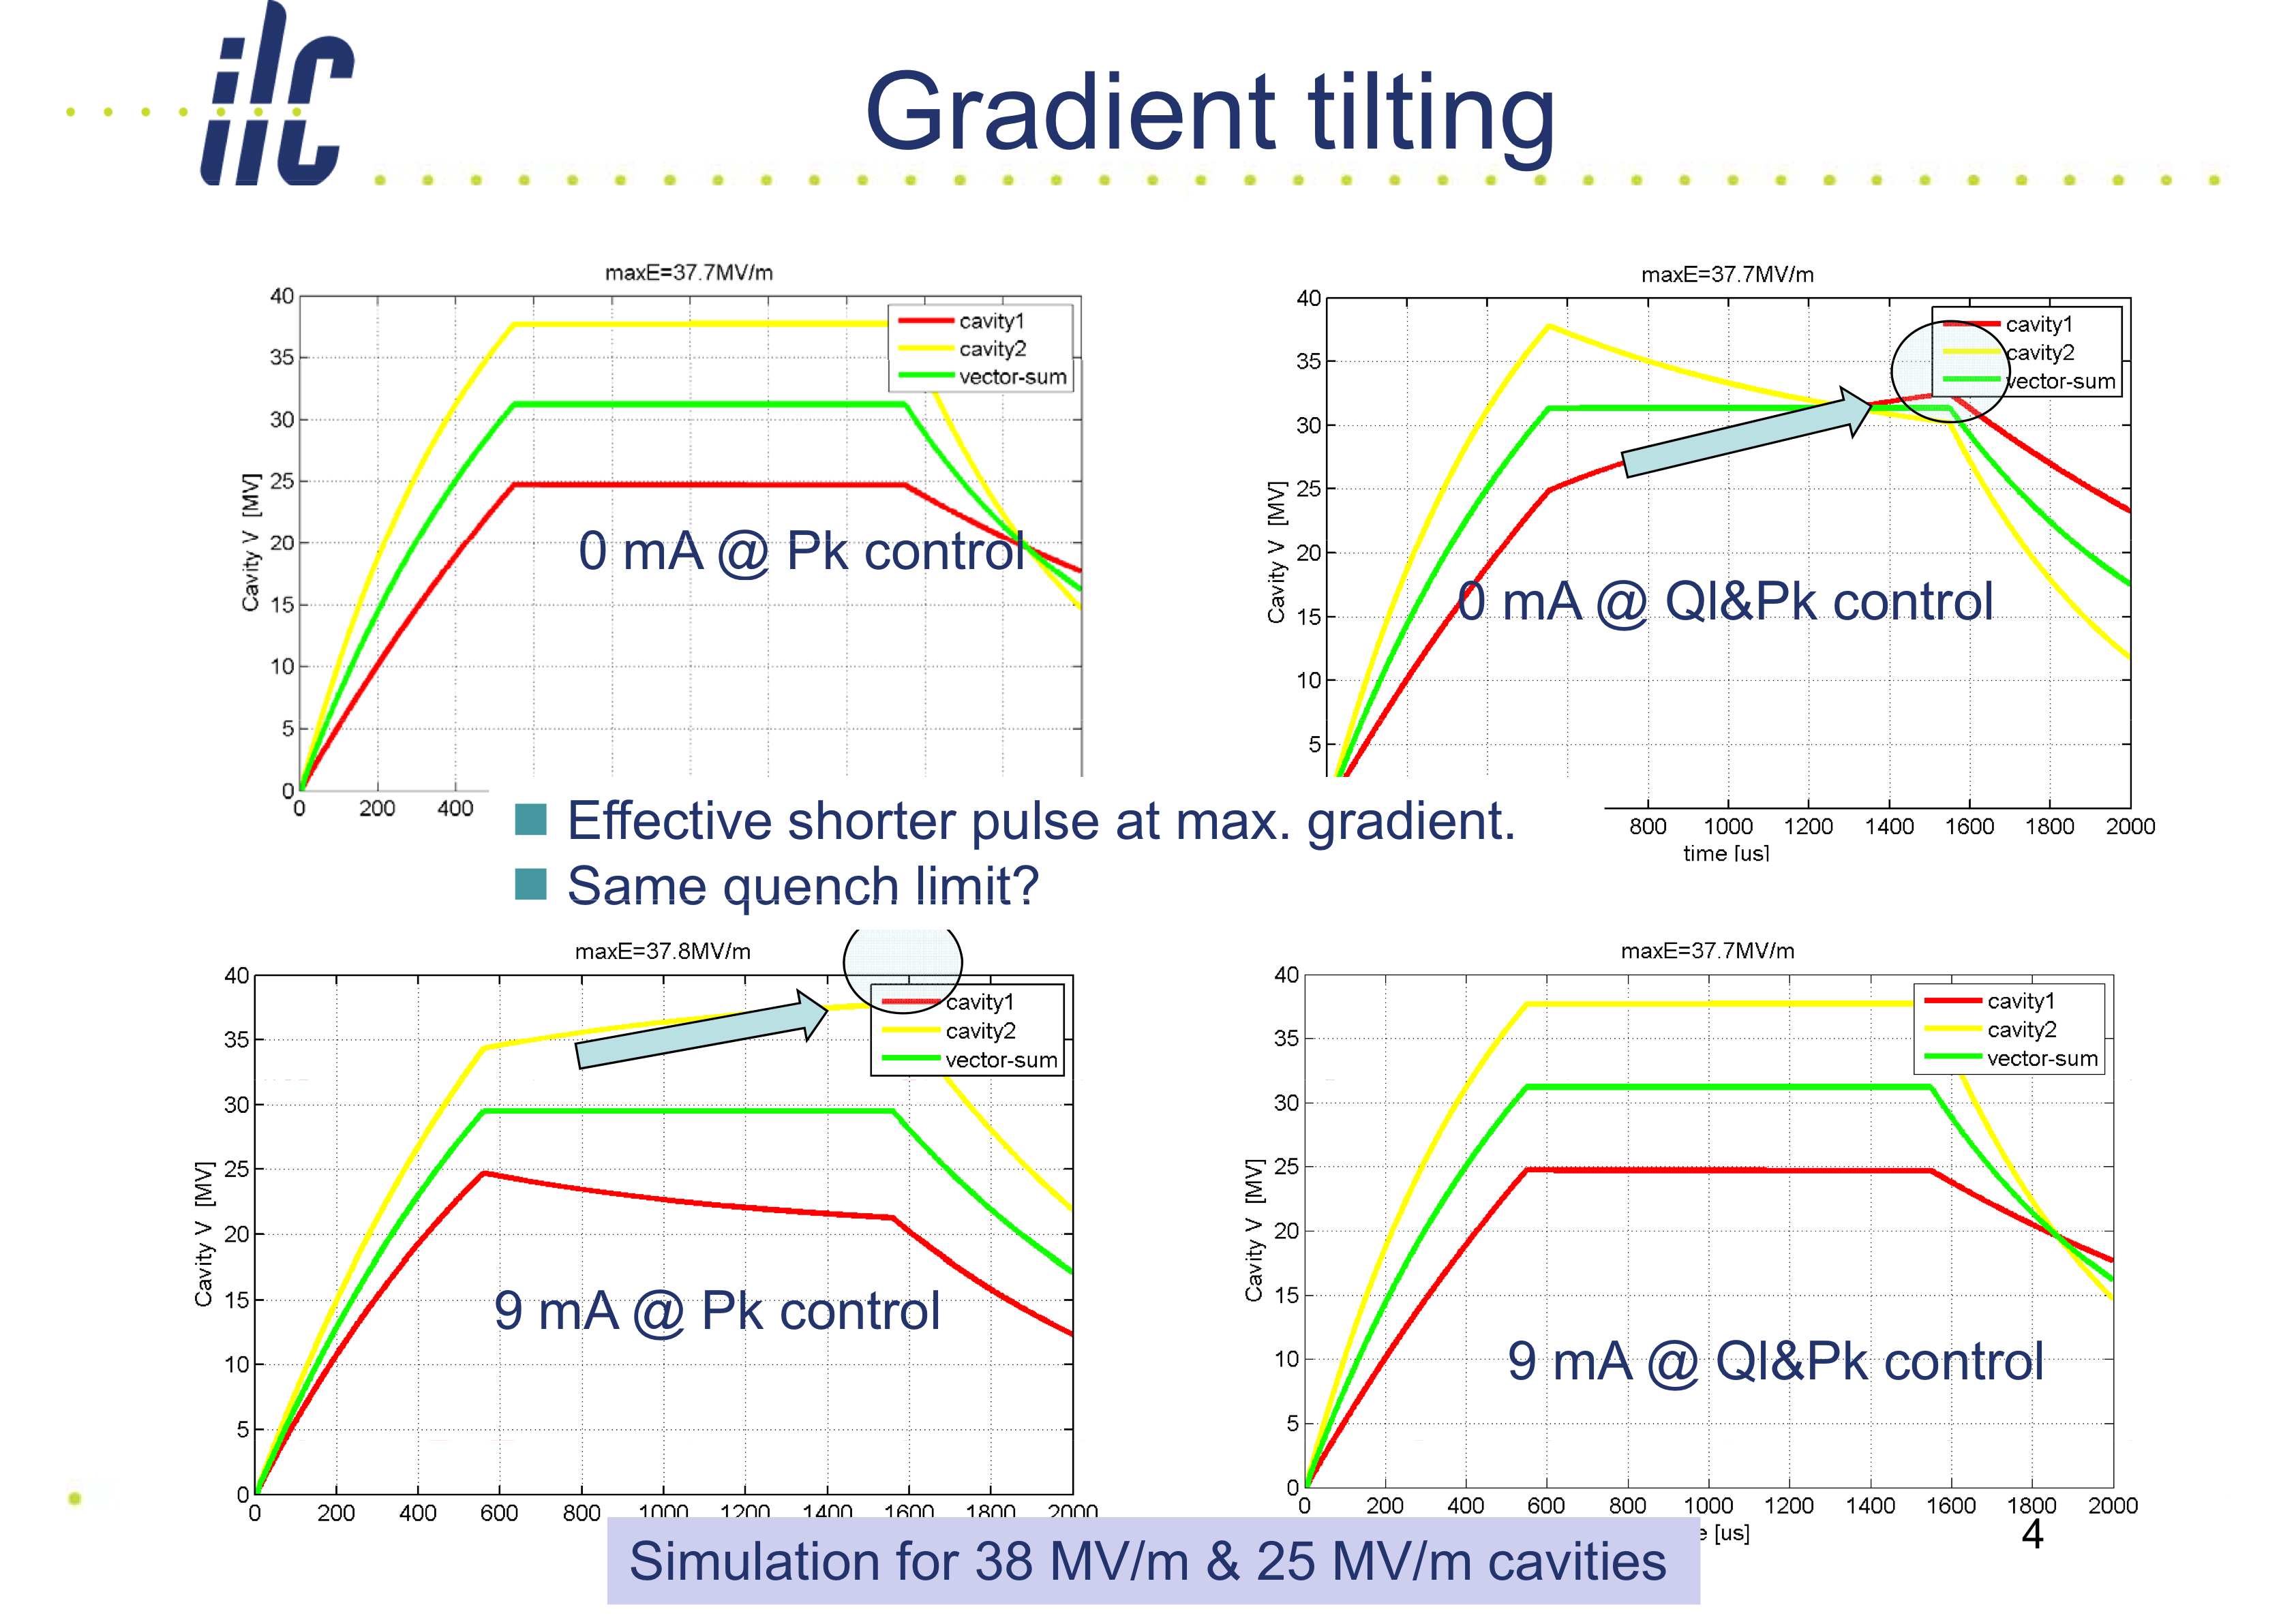 ilc
Gradient tilting
maxE=37.7MV/m
40
35
30
25
20
15
10
5
0
Cavity V [MV]
cavity1
cavity2
vector-sum
0 mA @ Pk control
0 200 400
maxE=37.7MV/m
40
35
30
25
20
15
10
5
Cavity V [MV]
cavity1
cavity2
vector-sum
0 mA @ Ql&Pk control
800 1000 1200 1400 1600 1800 2000
time [us]
Effective shorter pulse at max. gradient.
Same quench limit?
maxE=37.8MV/m
40
35
30
25
20
15
10
5
0
Cavity V [MV]
cavity1
cavity2
vector-sum
9 mA @ Pk control
0 200 400 600 800 1000 1200 1400 1600 1800 2000
maxE=37.7MV/m
40
35
30
25
20
15
10
5
0
Cavity V [MV]
cavity1
cavity2
vector-sum
9 mA @ Ql&Pk control
0 200 400 600 800 1000 1200 1400 1600 1800 2000
e [us]
4
Simulation for 38 MV/m & 25 MV/m cavities